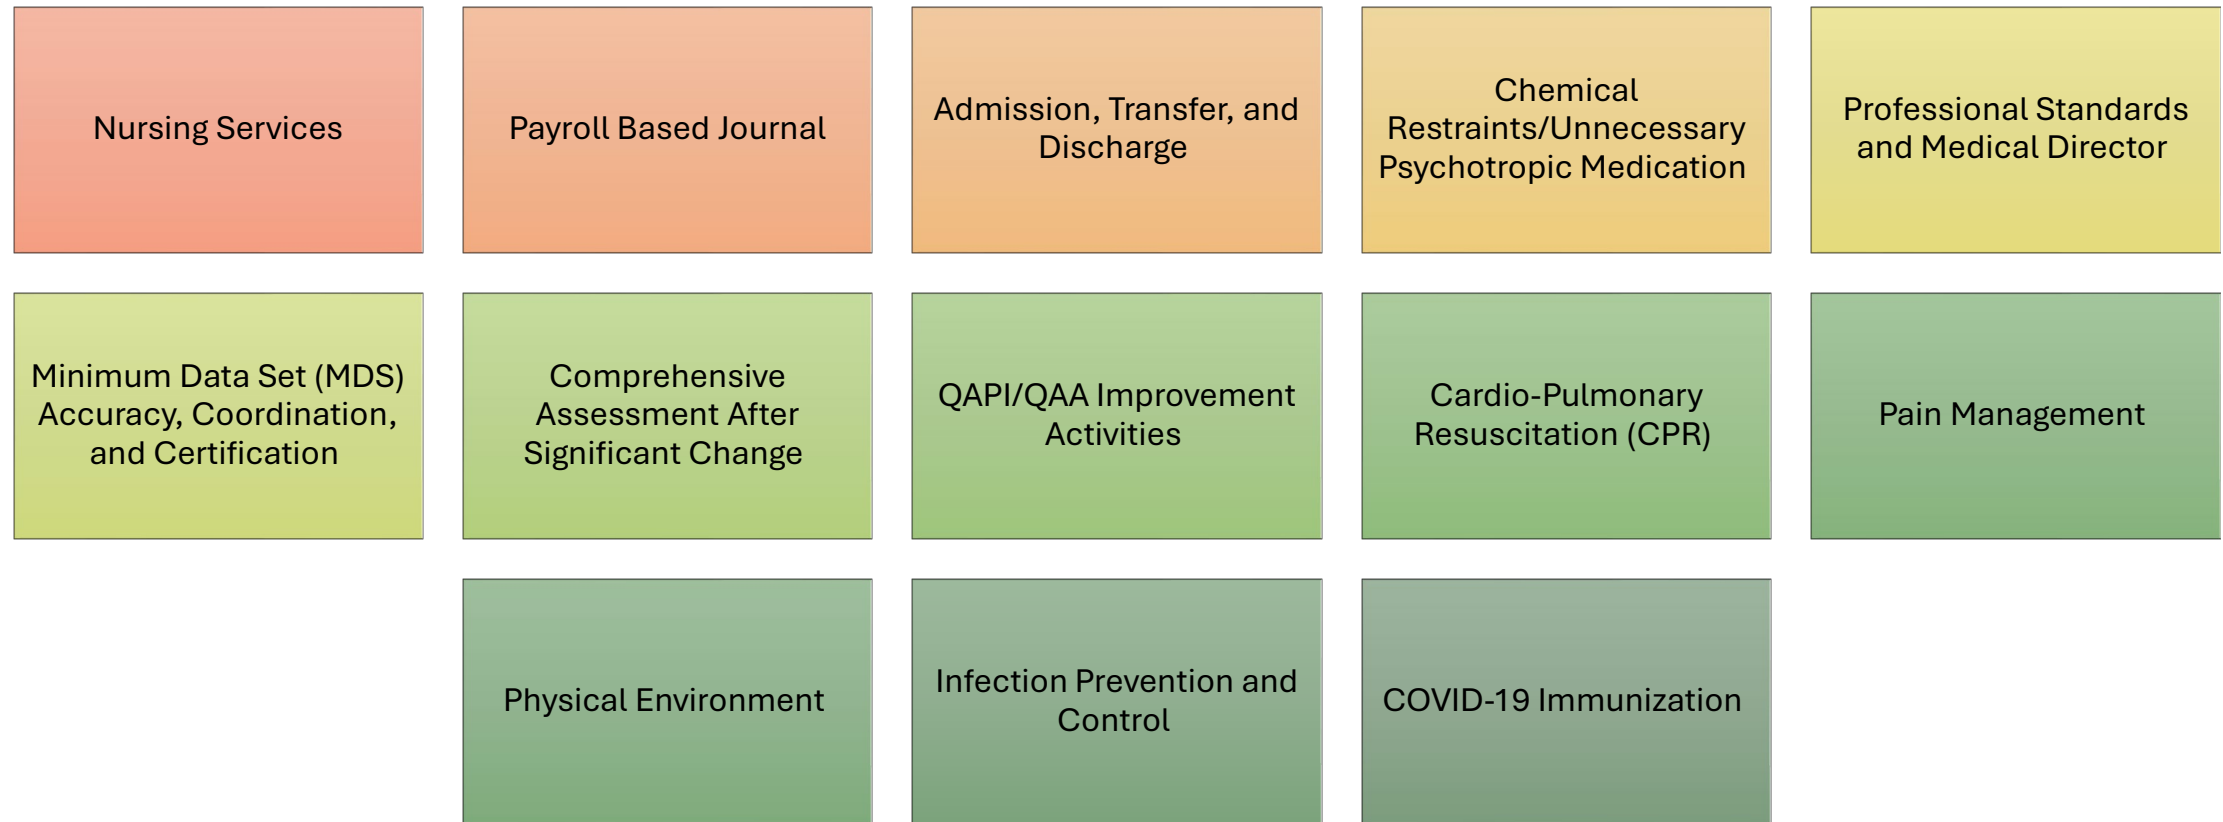 Nursing Services
Payroll Based Journal
Admission, Transfer, and
Discharge
Chemical
Restraints/Unnecessary
Psychotropic Medication
Professional Standards
and Medical Director
Minimum Data Set (MDS)
Accuracy, Coordination,
and Certification
Comprehensive
Assessment After
Significant Change
QAPI/QAA Improvement
Activities
Cardio-Pulmonary
Resuscitation (CPR)
Pain Management
Physical Environment
Infection Prevention and
Control
COVID-19 Immunization